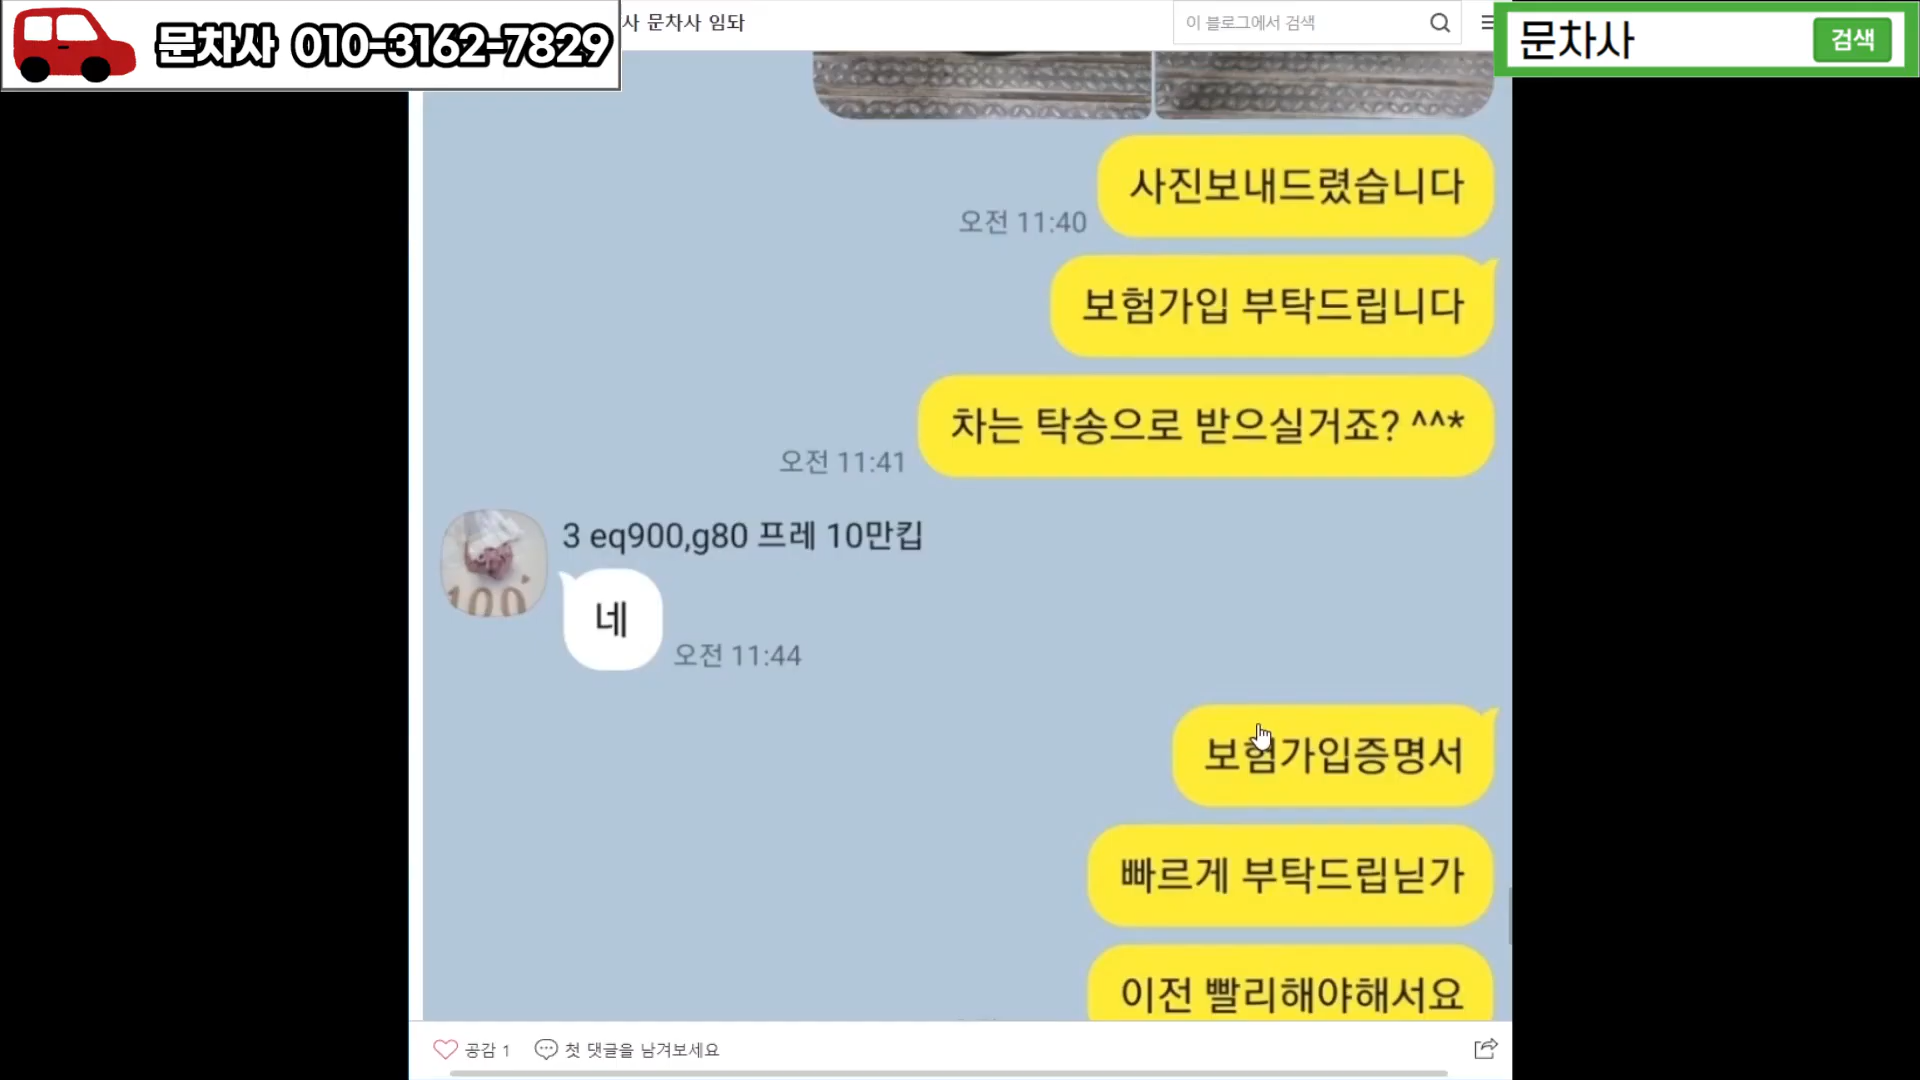 문차사 010-3162-7829
사 문차사 임돠
이 블로그에서 검색
문차사
검색
사진보내드렸습니다
오전 11:40
보험가입 부탁드립니다
차는 탁송으로 받으실거죠? ^^*
오전 11:41
3 eq900,g80 프레 10만킵
100
네
오전 11:44
보험가입증명서
빠르게 부탁드립닏가
이전 빨리해야해서요
공감 1
첫 댓글을 남겨보세요